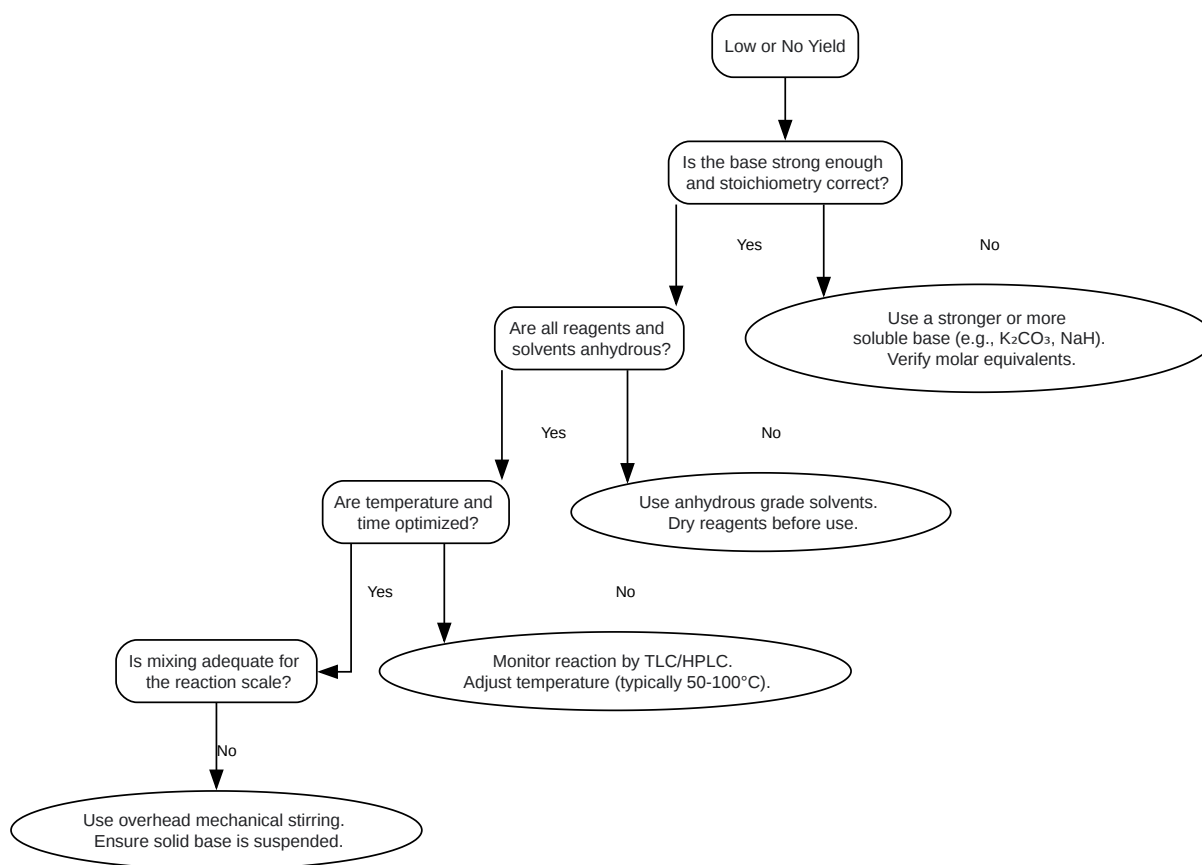 Low or No Yield
Is the base strong enough
and stoichiometry correct?
Yes
No
Use a stronger or more
soluble base (e.g., K₂CO₃, NaH).
Verify molar equivalents.
Are all reagents and
solvents anhydrous?
Yes
No
Use anhydrous grade solvents.
Dry reagents before use.
Are temperature and
time optimized?
Yes
No
Monitor reaction by TLC/HPLC.
Adjust temperature (typically 50-100°C).
Is mixing adequate for
the reaction scale?
No
Use overhead mechanical stirring.
Ensure solid base is suspended.